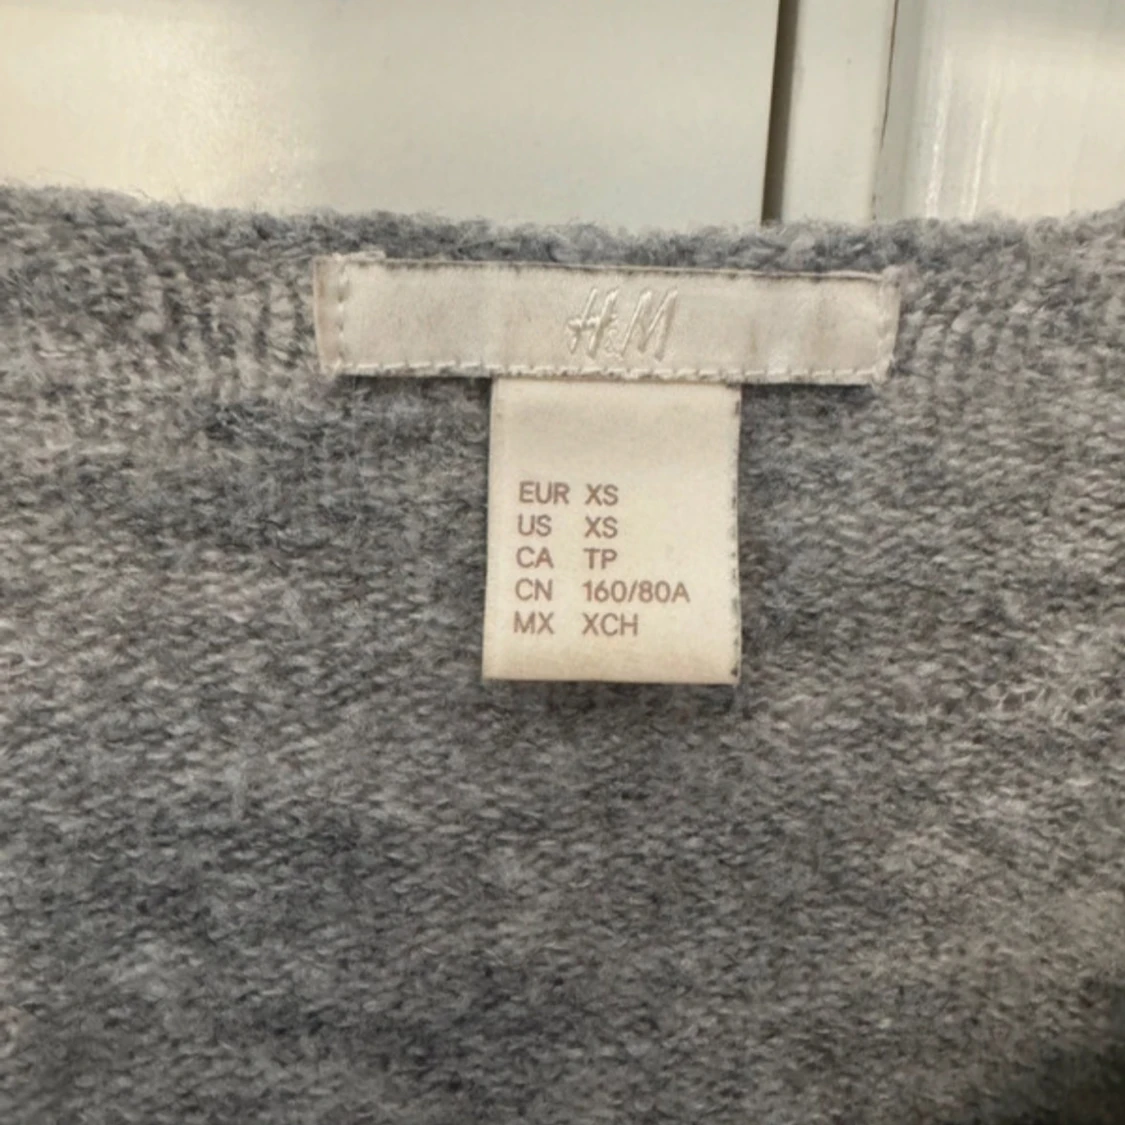 H&M
EUR XS
US XS
CA TP
CN 160/80A
MX XCH